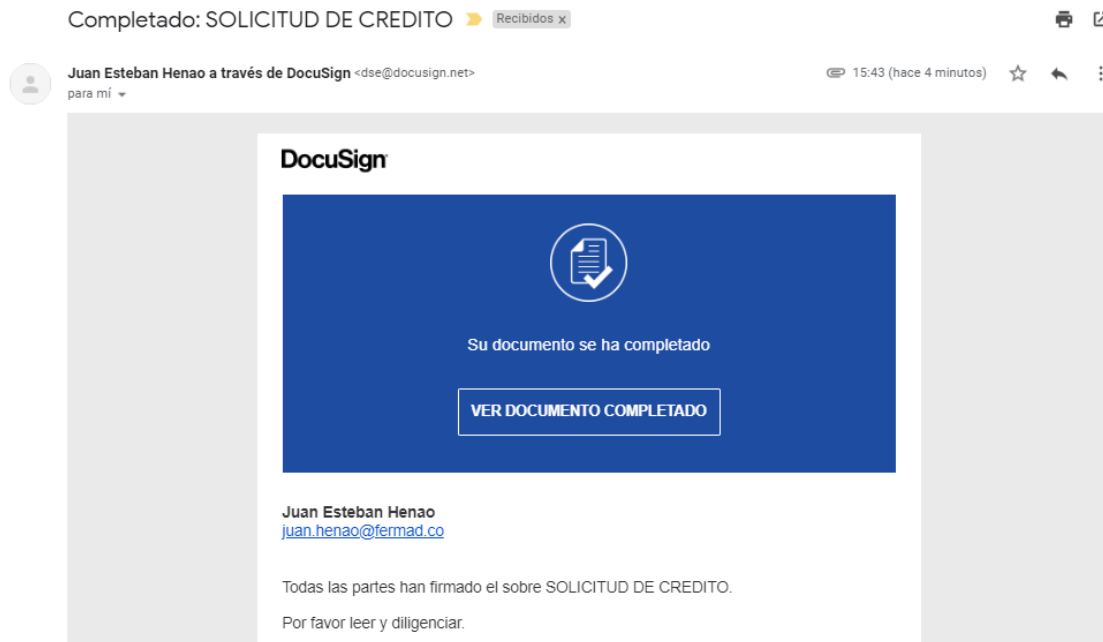 Completado: SOLICITUD DE CREDITO Recibidos x
Juan Esteban Henao a través de DocuSign <dse@docusign.net> 15:43 (hace 4 minutos)
para mí
DocuSign
Su documento se ha completado
VER DOCUMENTO COMPLETADO
Juan Esteban Henao
juan.henao@fermad.co
Todas las partes han firmado el sobre SOLICITUD DE CREDITO.
Por favor leer y diligenciar.